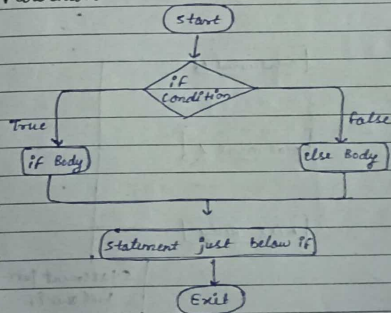 Start
if
condition
True
False
if Body
else Body
Statement just below if
Exit